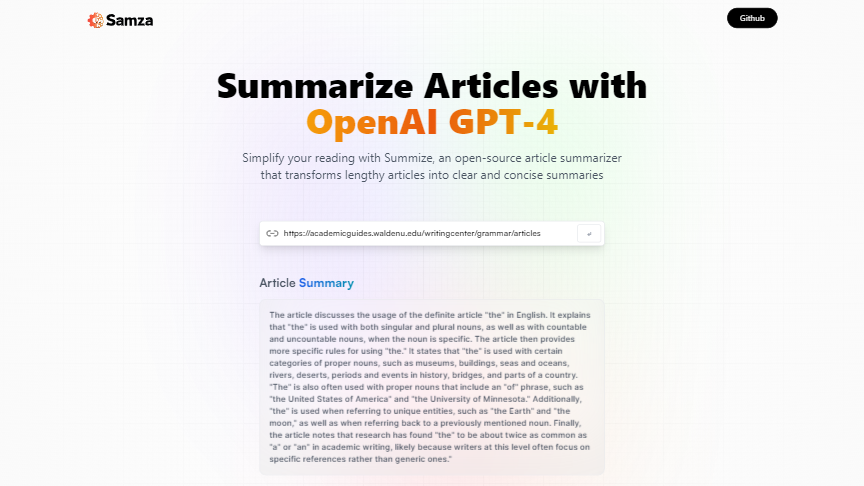 Samza
Github
Summarize Articles with
OpenAI GPT-4
Simplify your reading with Summize, an open-source article summarizer
that transforms lengthy articles into clear and concise summaries
https://academicguides.waldenu.edu/writingcenter/grammar/articles
↵
Article Summary
The article discusses the usage of the definite article "the" in English. It explains
that "the" is used with both singular and plural nouns, as well as with countable
and uncountable nouns, when the noun is specific. The article then provides
more specific rules for using "the." It states that "the" is used with certain
categories of proper nouns, such as museums, buildings, seas and oceans,
rivers, deserts, periods and events in history, bridges, and parts of a country.
"The" is also often used with proper nouns that include an "of" phrase, such as
"the United States of America" and "the University of Minnesota." Additionally,
"the" is used when referring to unique entities, such as "the Earth" and "the
moon," as well as when referring back to a previously mentioned noun. Finally,
the article notes that research has found "the" to be about twice as common as
"a" or "an" in academic writing, likely because writers at this level often focus on
specific references rather than generic ones."